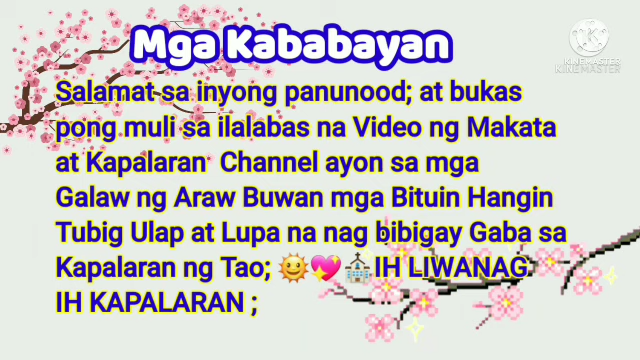 Mga Kababayan
KINEMASTER
KINEMASTER
Salamat sa inyong panunood; at bukas
pong muli sa ilalabas na Video ng Makata
at Kapalaran Channel ayon sa mga
Galaw ng Araw Buwan mga Bituin Hangin
Tubig Ulap at Lupa na nag bibigay Gaba sa
Kapalaran ng Tao; 🌞💖⛪IH LIWANAG
IH KAPALARAN ;